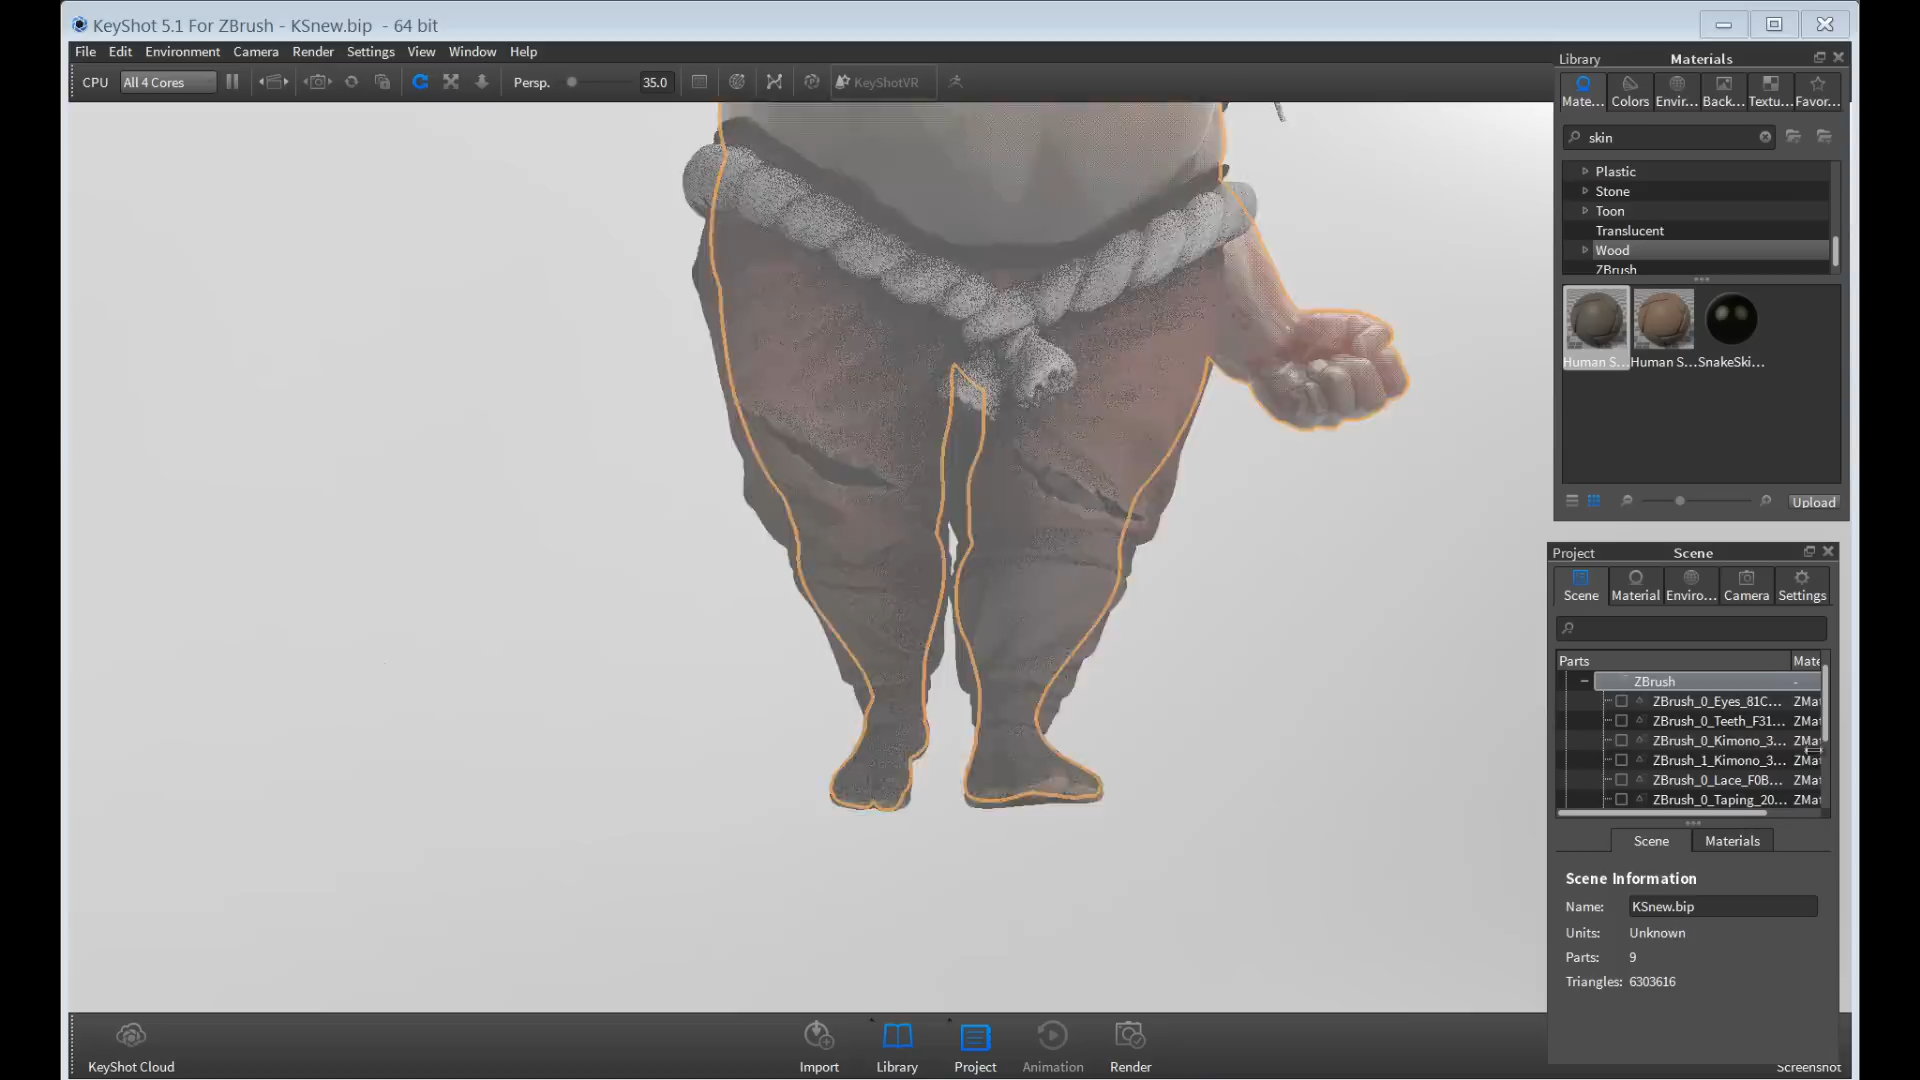 KeyShot 5.1 For ZBrush - KSnew.bip - 64 bit
File Edit Environment Camera Render Settings View Window Help
CPU All 4 Cores Persp. 35.0 KeyShotVR
Library Materials
Mate... Colors Envir... Back... Textu... Favor...
skin
Plastic
Stone
Toon
Translucent
Wood
ZBrush
Human S... Human S... SnakeSki...
Upload
Project Scene
Scene Material Enviro... Camera Settings
Parts Mate
ZBrush -
ZBrush_0_Eyes_81C... ZMat
ZBrush_0_Teeth_F31... ZMat
ZBrush_0_Kimono_3... ZMat
ZBrush_1_Kimono_3... ZMat
ZBrush_0_Lace_F0B... ZMat
ZBrush_0_Taping_20... ZMat
Scene Materials
Scene Information
Name: KSnew.bip
Units: Unknown
Parts: 9
Triangles: 6303616
KeyShot Cloud Import Library Project Animation Render Screenshot